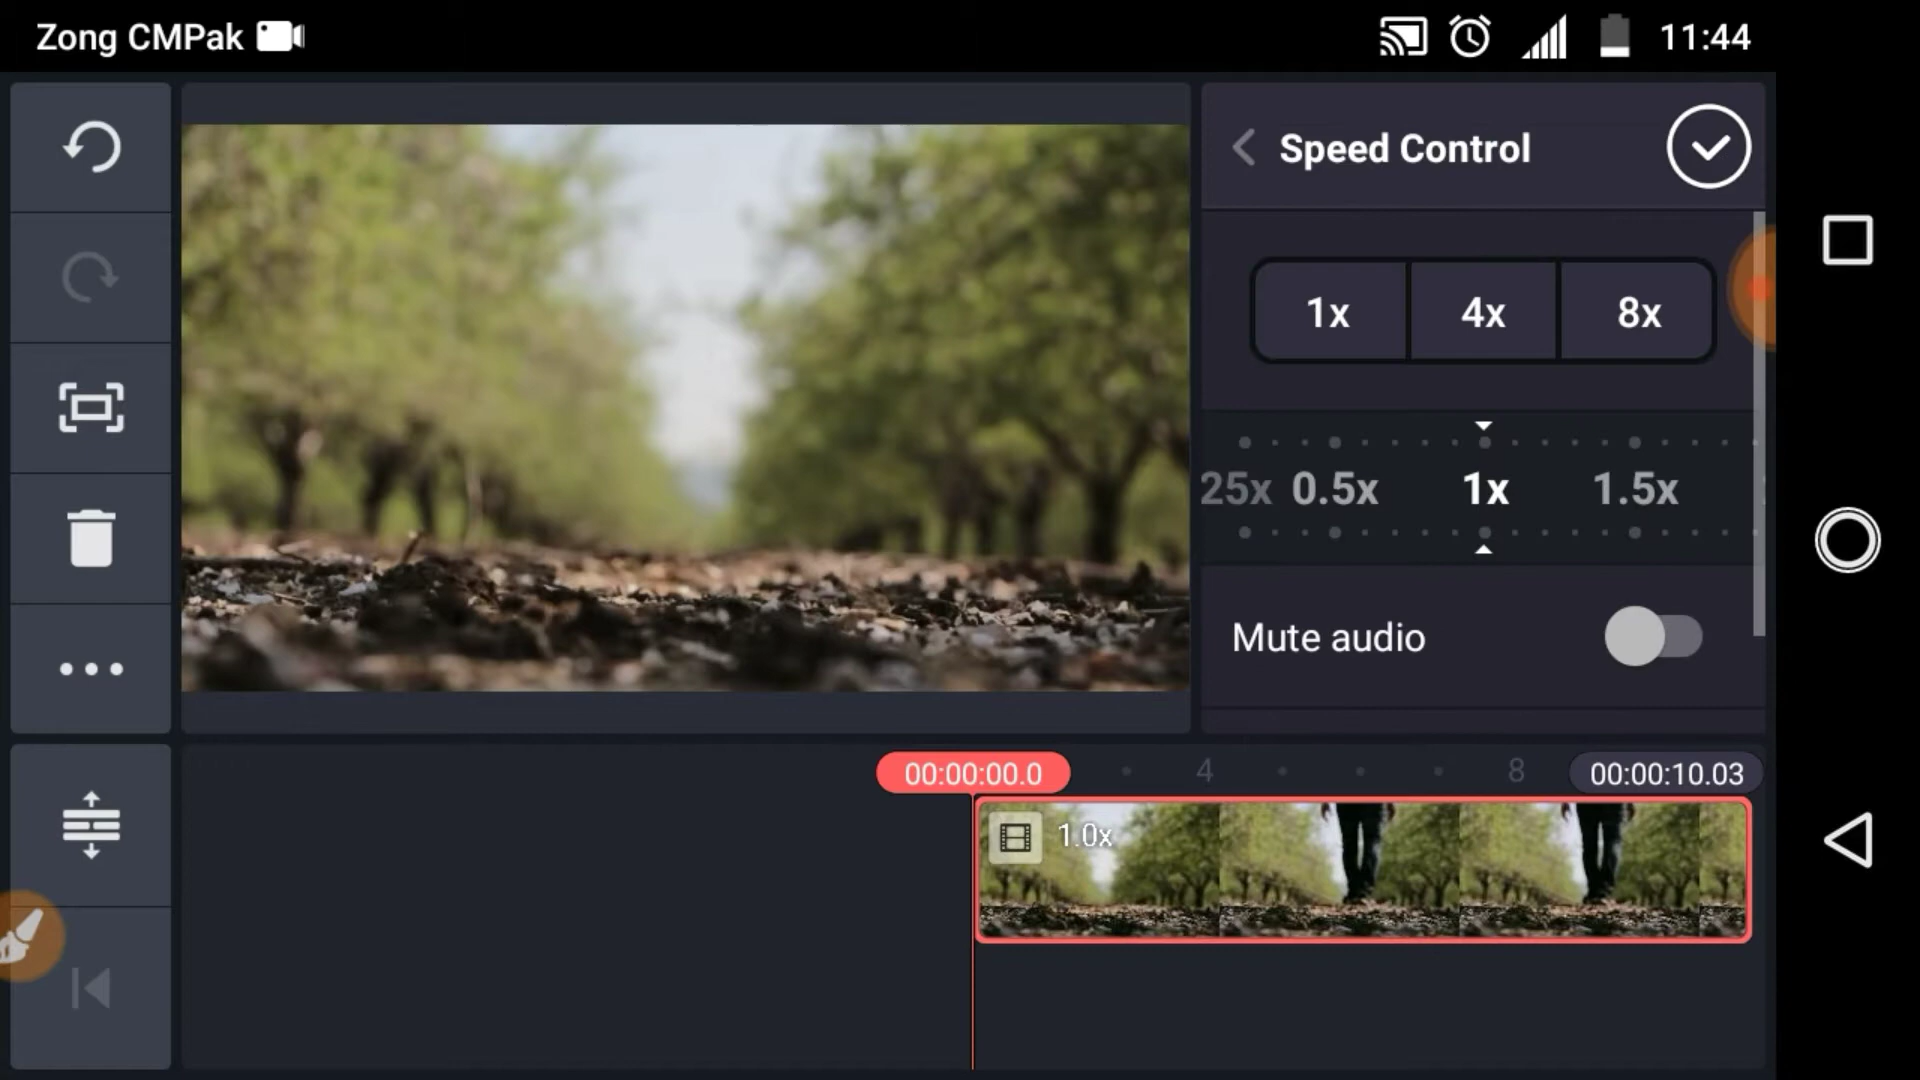 Zong CMPak
11:44
Speed Control
1x 4x 8x
25x 0.5x 1x 1.5x
Mute audio
00:00:00.0 4 8 00:00:10.03
1.0x